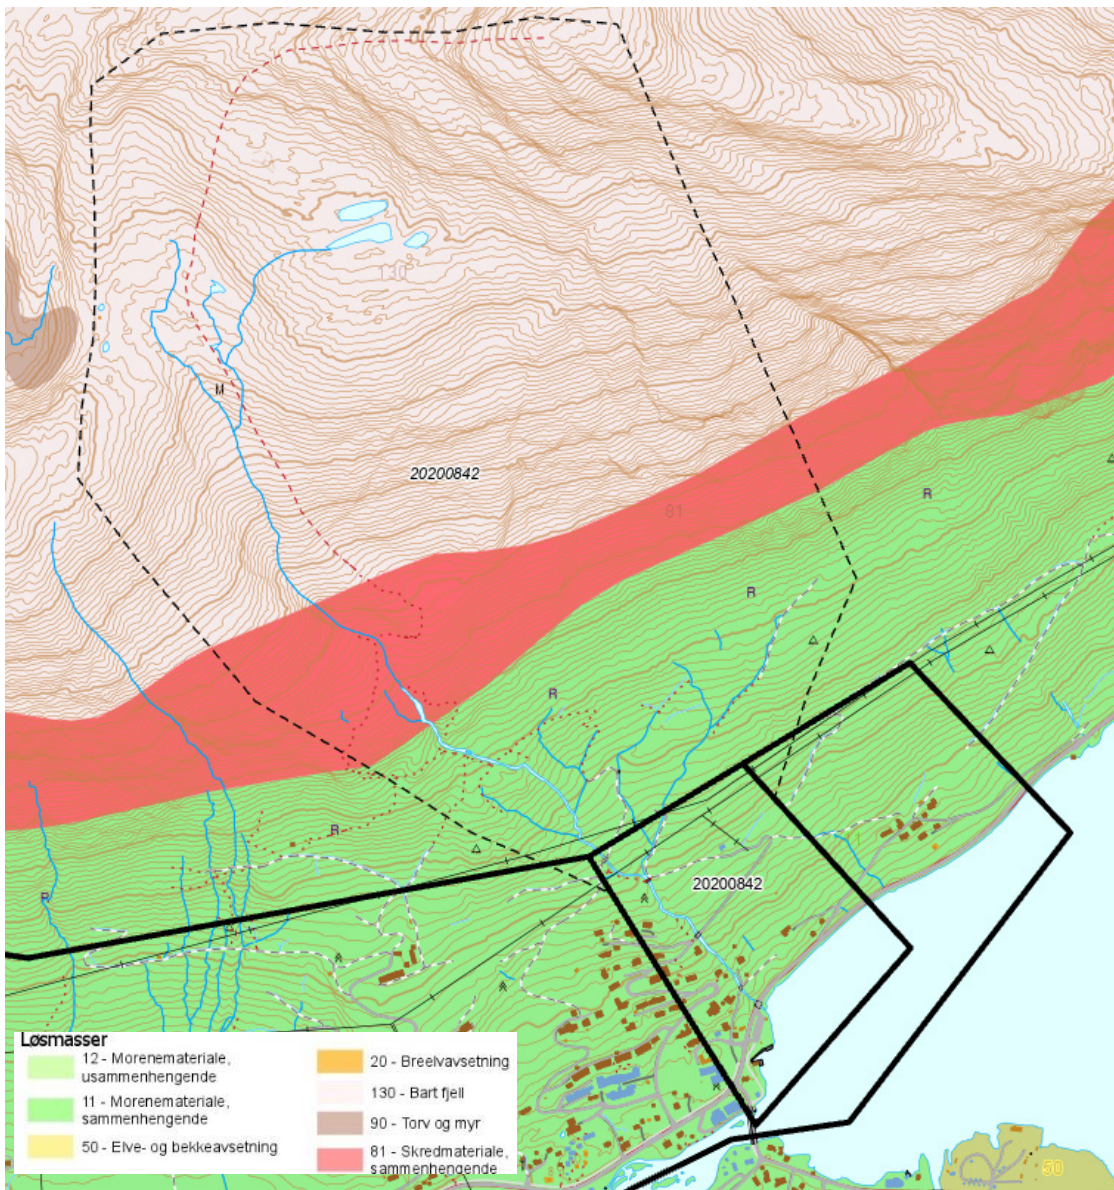 130
M
20200842
81
R
R
R
R
R
20200842
11
50
Løsmasser
12 - Morenemateriale,
usammenhengende
11 - Morenemateriale,
sammenhengende
50 - Elve- og bekkeavsetning
20 - Breelvavsetning
130 - Bart fjell
90 - Torv og myr
81 - Skredmateriale,
sammenhengende